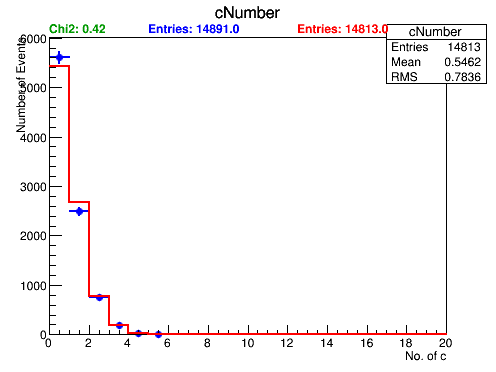 cNumber
Chi2: 0.42 Entries: 14891.0 Entries: 14813.0
cNumber
Entries 14813
Mean 0.5462
RMS 0.7836
Number of Events
6000
5000
4000
3000
2000
1000
0
0 2 4 6 8 10 12 14 16 18 20
No. of c